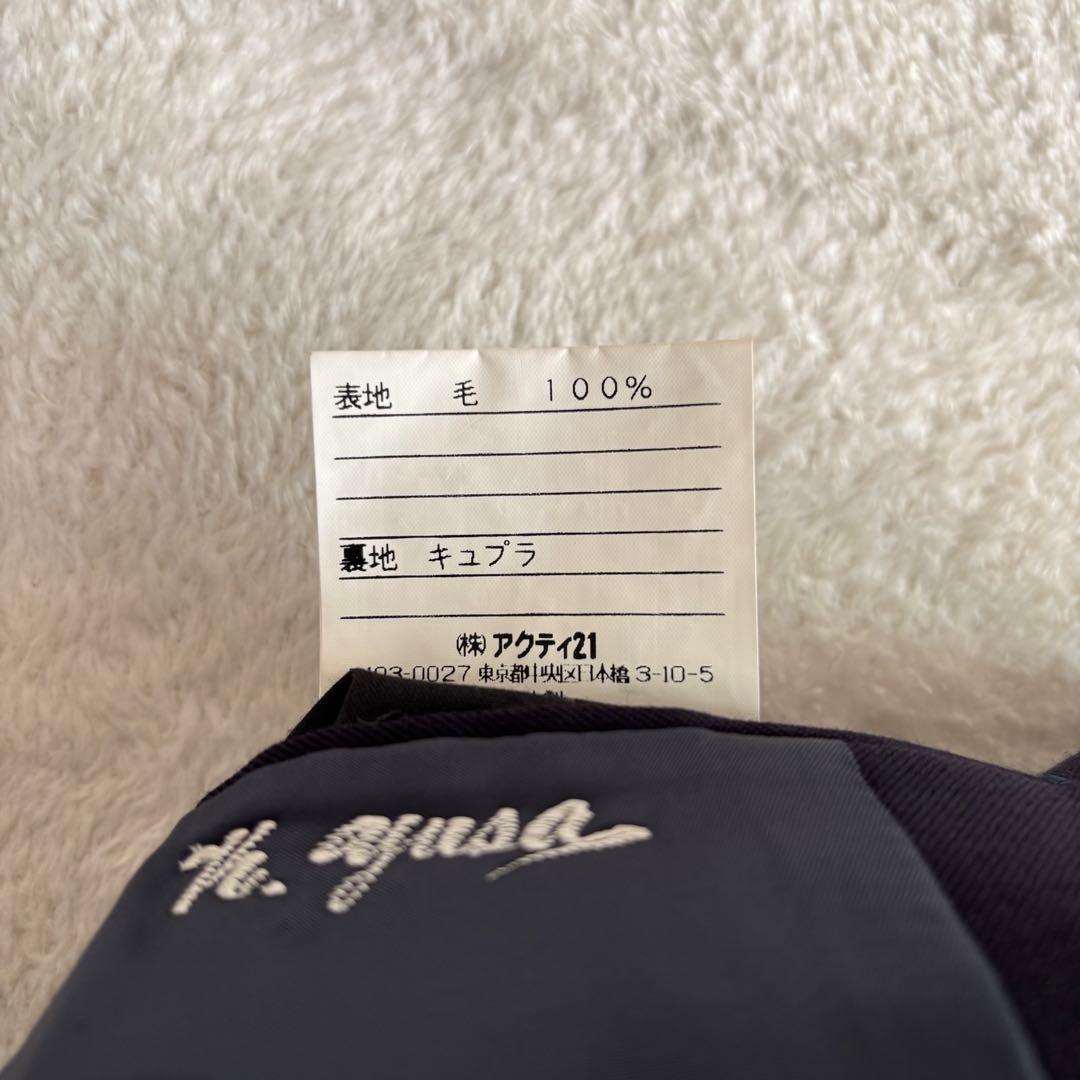 表地 毛 100%
裏地 キュプラ
(株)アクティ21
103-0027 東京都中央区日本橋 3-10-5